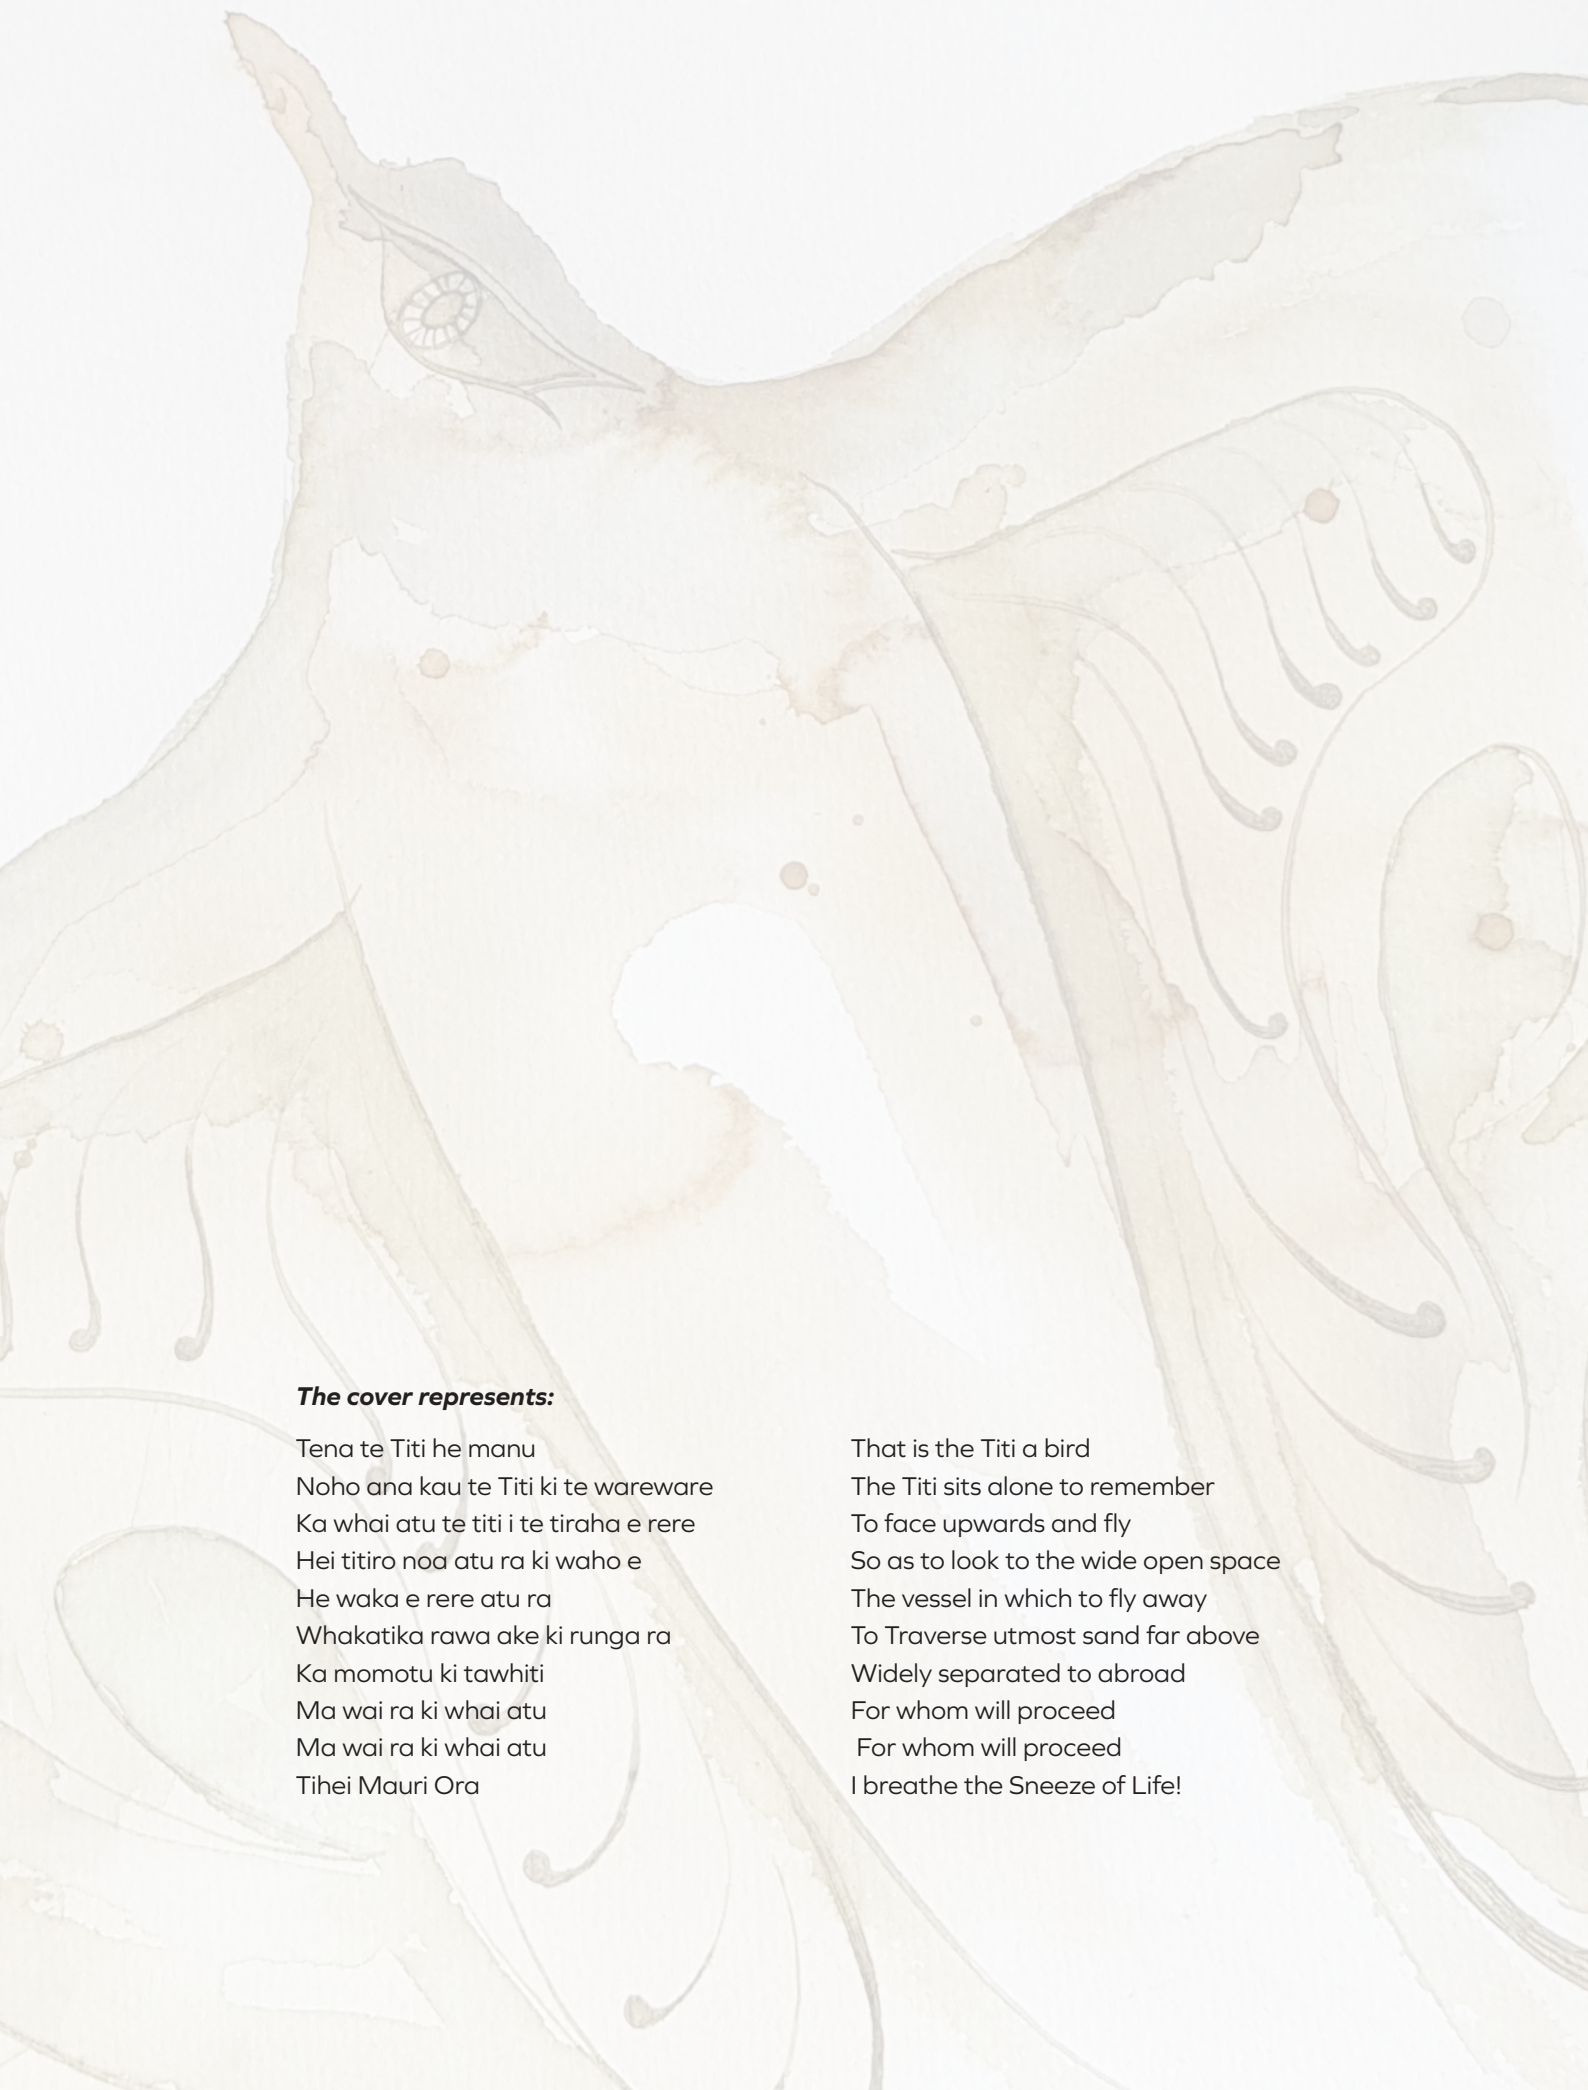 The cover represents:
Tena te Titi he manu
Noho ana kau te Titi ki te wareware
Ka whai atu te titi i te tiraha e rere
Hei titiro noa atu ra ki waho e
He waka e rere atu ra
Whakatika rawa ake ki runga ra
Ka momotu ki tawhiti
Ma wai ra ki whai atu
Ma wai ra ki whai atu
Tihei Mauri Ora
That is the Titi a bird
The Titi sits alone to remember
To face upwards and fly
So as to look to the wide open space
The vessel in which to fly away
To Traverse utmost sand far above
Widely separated to abroad
For whom will proceed
For whom will proceed
I breathe the Sneeze of Life!